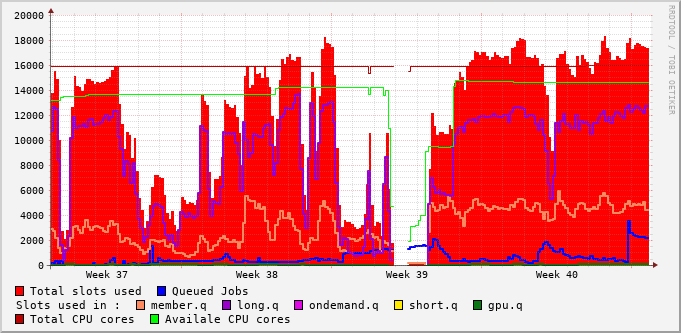 20000
18000
16000
14000
12000
10000
8000
6000
4000
2000
0
Week 37 Week 38 Week 39 Week 40
Total slots used Queued Jobs
Slots used in : member.q long.q ondemand.q short.q gpu.q
Total CPU cores Availale CPU cores
RRDTOOL / TOBI OETIKER